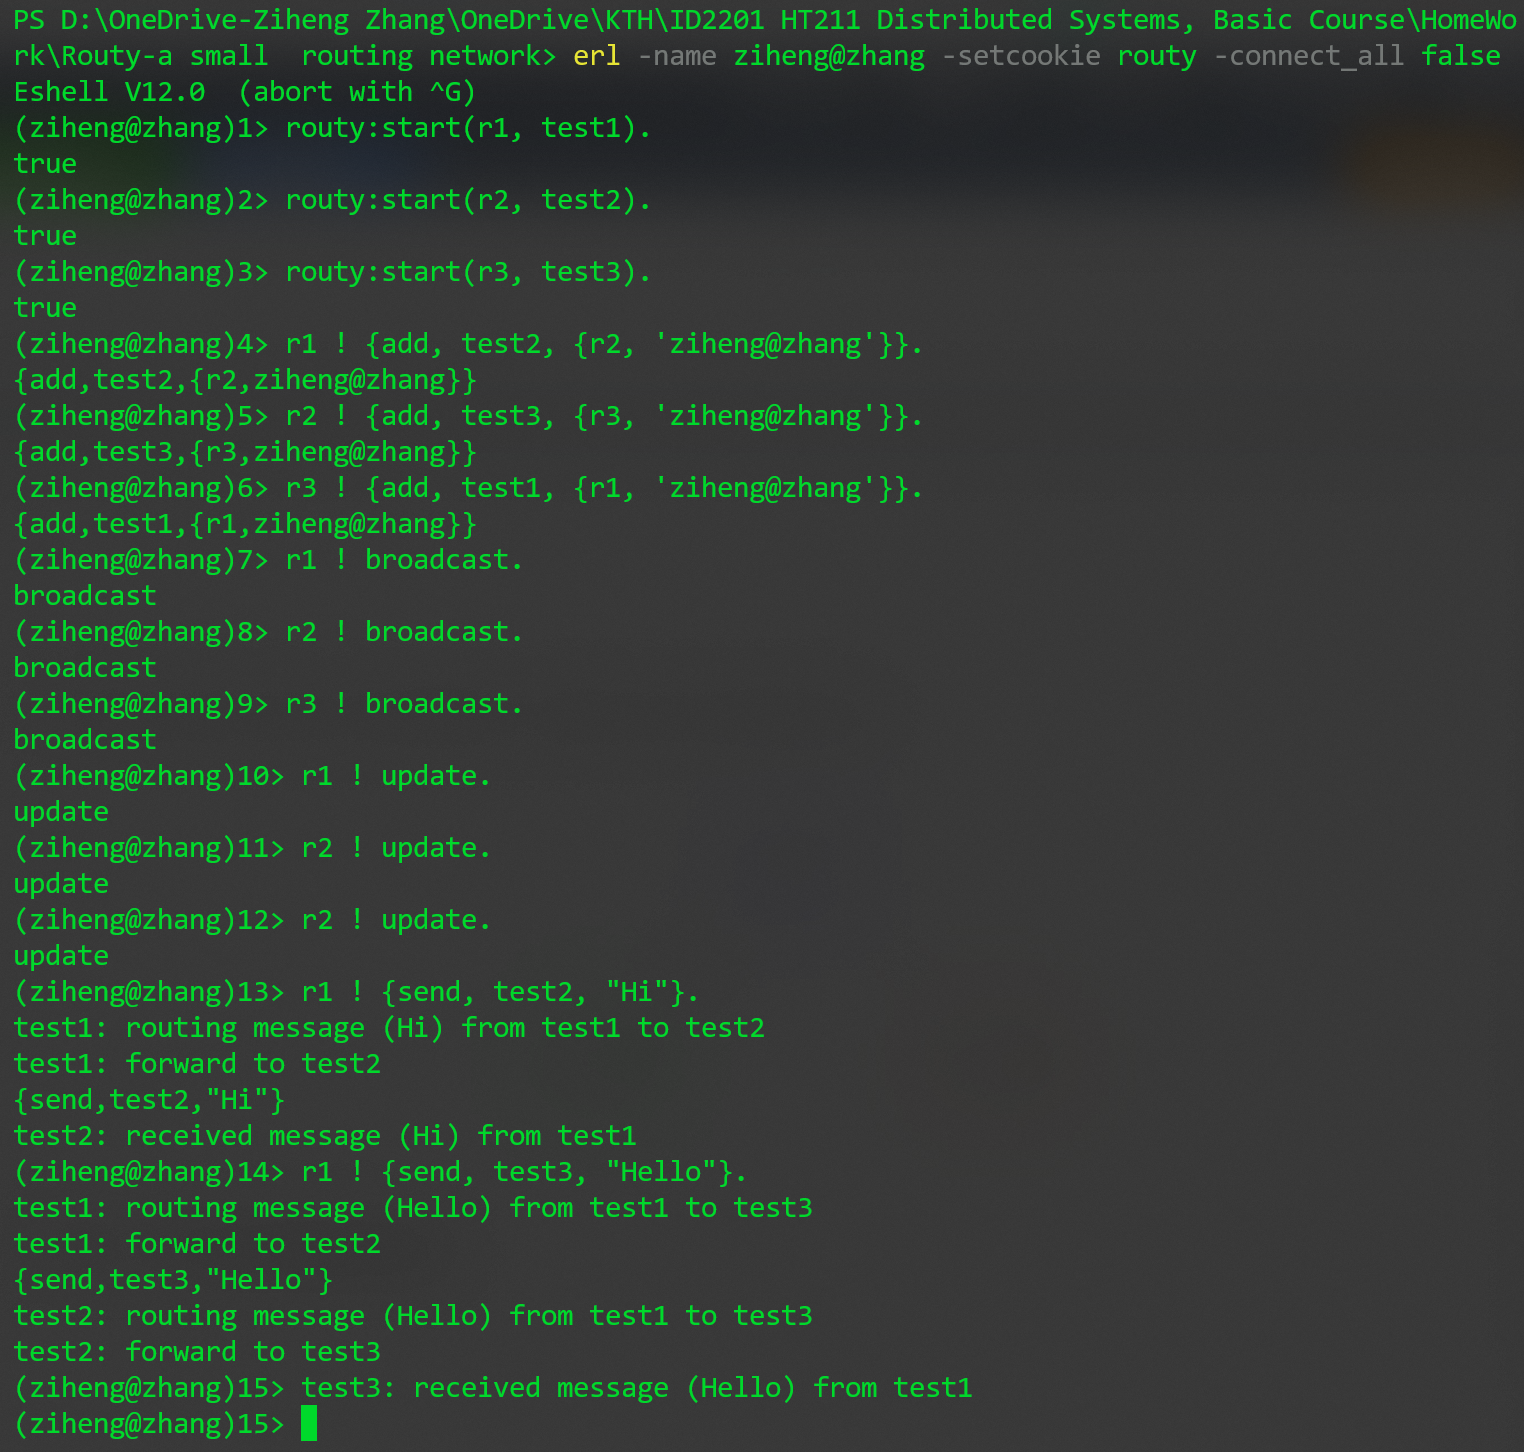 PS D:\OneDrive-Ziheng Zhang\OneDrive\KTH\ID2201 HT211 Distributed Systems, Basic Course\HomeWo
rk\Routy-a small  routing network> erl -name ziheng@zhang -setcookie routy -connect_all false
Eshell V12.0  (abort with ^G)
(ziheng@zhang)1> routy:start(r1, test1).
true
(ziheng@zhang)2> routy:start(r2, test2).
true
(ziheng@zhang)3> routy:start(r3, test3).
true
(ziheng@zhang)4> r1 ! {add, test2, {r2, 'ziheng@zhang'}}.
{add,test2,{r2,ziheng@zhang}}
(ziheng@zhang)5> r2 ! {add, test3, {r3, 'ziheng@zhang'}}.
{add,test3,{r3,ziheng@zhang}}
(ziheng@zhang)6> r3 ! {add, test1, {r1, 'ziheng@zhang'}}.
{add,test1,{r1,ziheng@zhang}}
(ziheng@zhang)7> r1 ! broadcast.
broadcast
(ziheng@zhang)8> r2 ! broadcast.
broadcast
(ziheng@zhang)9> r3 ! broadcast.
broadcast
(ziheng@zhang)10> r1 ! update.
update
(ziheng@zhang)11> r2 ! update.
update
(ziheng@zhang)12> r2 ! update.
update
(ziheng@zhang)13> r1 ! {send, test2, "Hi"}.
test1: routing message (Hi) from test1 to test2
test1: forward to test2
{send,test2,"Hi"}
test2: received message (Hi) from test1
(ziheng@zhang)14> r1 ! {send, test3, "Hello"}.
test1: routing message (Hello) from test1 to test3
test1: forward to test2
{send,test3,"Hello"}
test2: routing message (Hello) from test1 to test3
test2: forward to test3
(ziheng@zhang)15> test3: received message (Hello) from test1
(ziheng@zhang)15>